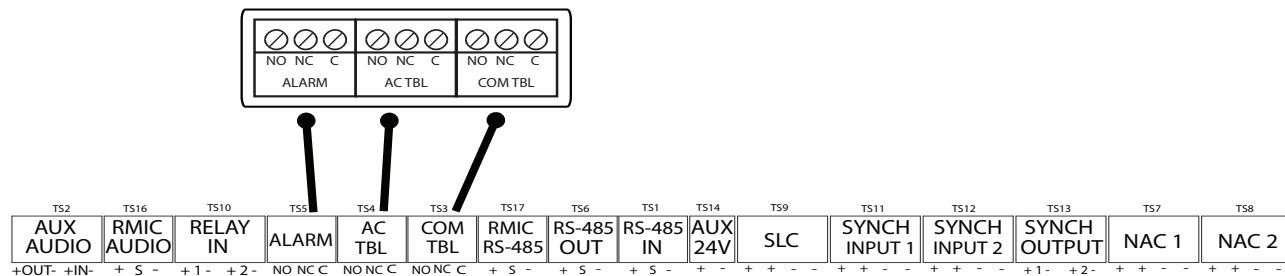 NO NC C NO NC C NO NC C
ALARM AC TBL COM TBL
TS2 TS16 TS10 TS5 TS4 TS3 TS17 TS6 TS1 TS14 TS9 TS11 TS12 TS13 TS7 TS8
AUX AUDIO RMIC AUDIO RELAY IN ALARM AC TBL COM TBL RMIC RS-485 RS-485 OUT RS-485 IN AUX 24V SLC SYNCH INPUT 1 SYNCH INPUT 2 SYNCH OUTPUT NAC 1 NAC 2
+OUT- +IN- + S - + 1 - + 2 - NO NC C NO NC C NO NC C + S - + S - + S - + - + + - - + + - - + + - - + 1 - + 2 - + + - - + + - -